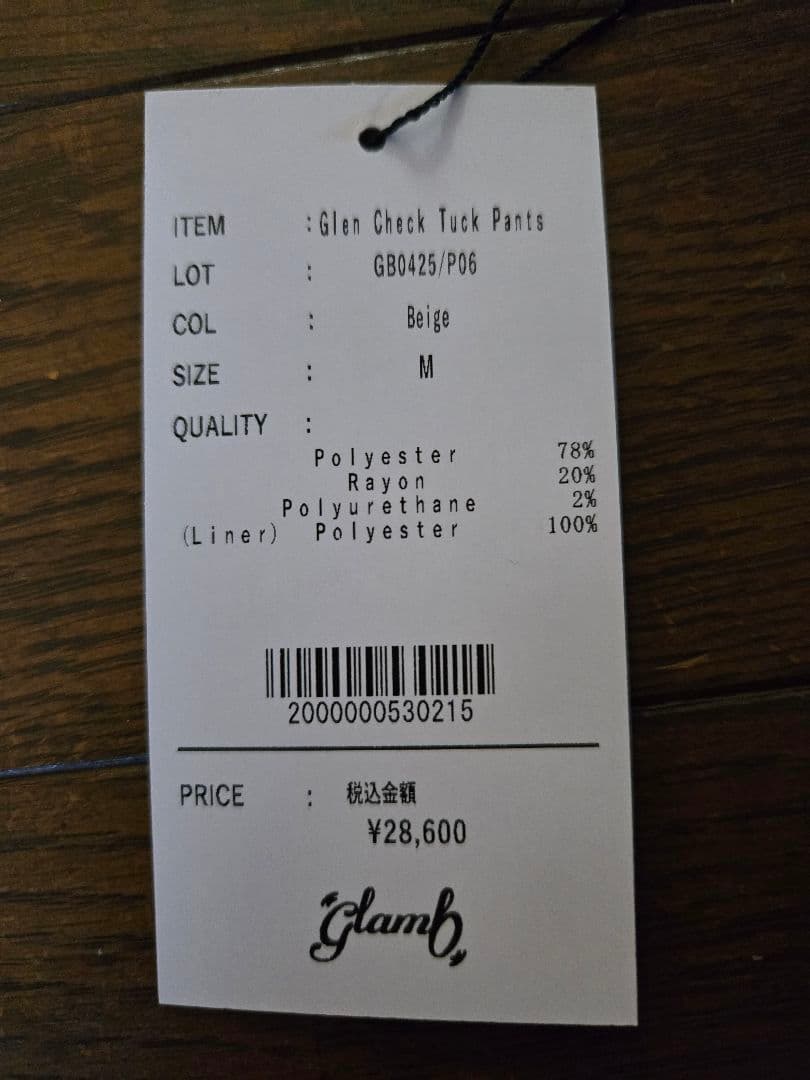 ITEM : Glen Check Tuck Pants
LOT : GB0425/P06
COL : Beige
SIZE : M
QUALITY :
Polyester 78%
Rayon 20%
Polyurethane 2%
(Liner) Polyester 100%
2000000530215
PRICE : 税込金額
¥28,600
glamb